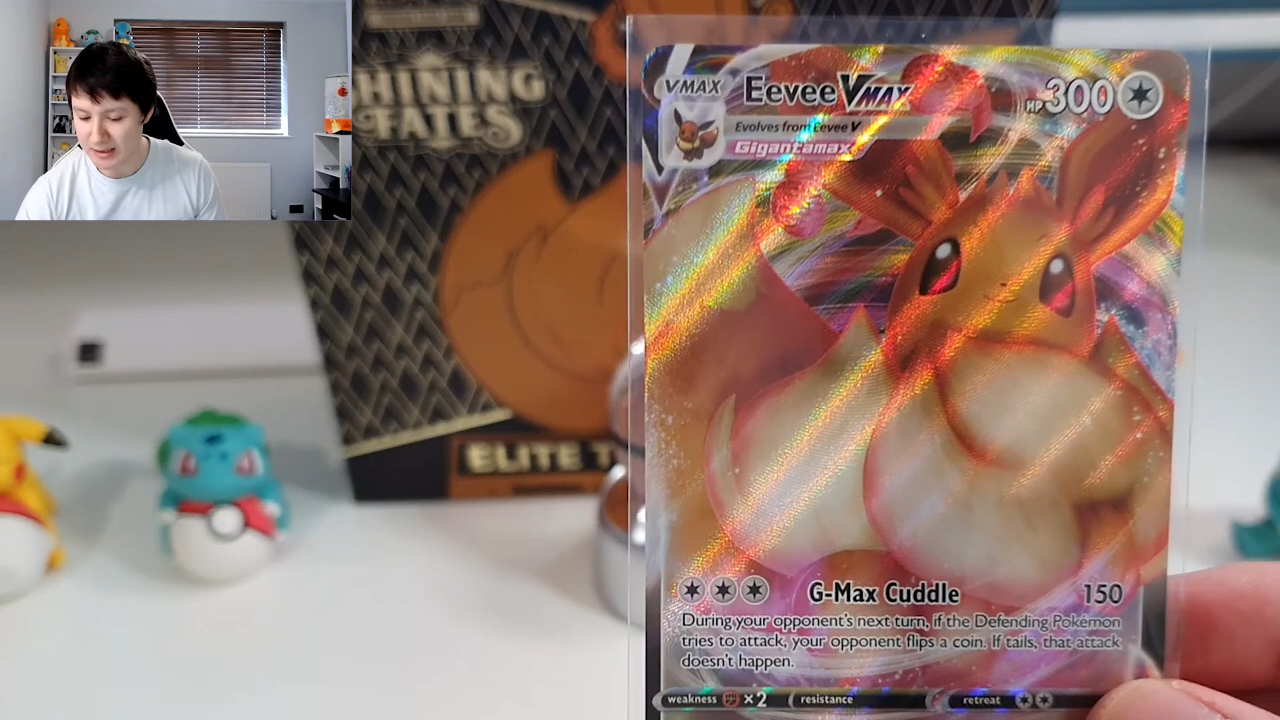 SHINING
FATES
ELITE T
VMAX
Eevee VMAX
HP 300
Evolves from Eevee V
Gigantamax
G-Max Cuddle 150
During your opponent's next turn, if the Defending Pokémon
tries to attack, your opponent flips a coin. If tails, that attack
doesn't happen.
weakness ×2 resistance retreat